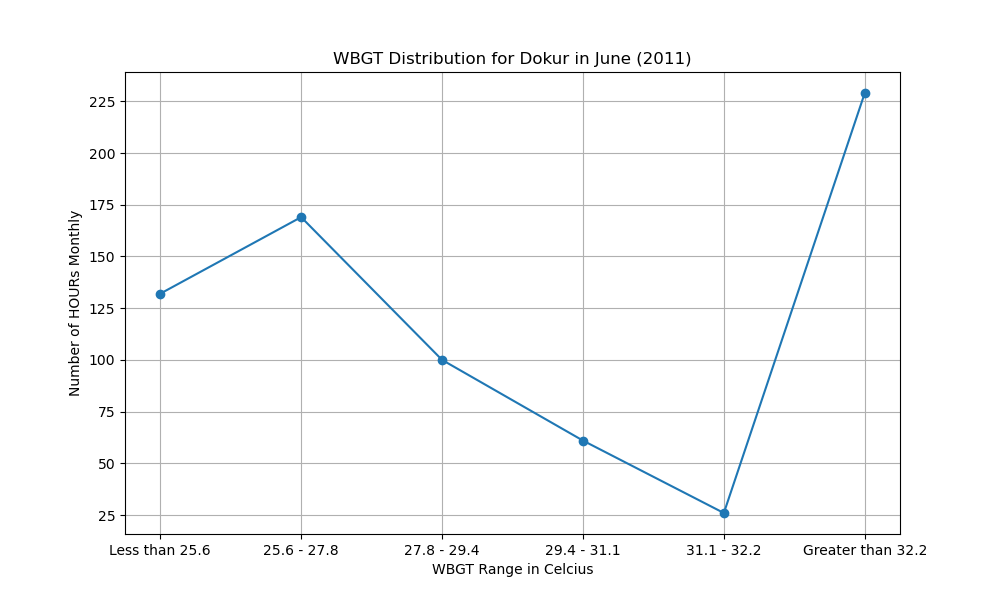 WBGT Distribution for Dokur in June (2011)
Number of HOURs Monthly
225
200
175
150
125
100
75
50
25
Less than 25.6 25.6 - 27.8 27.8 - 29.4 29.4 - 31.1 31.1 - 32.2 Greater than 32.2
WBGT Range in Celcius